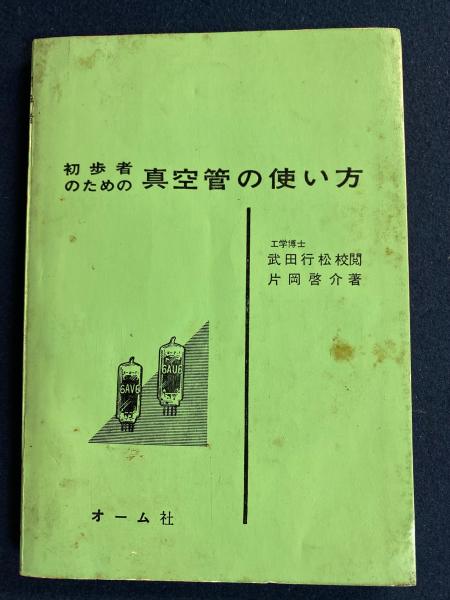 初歩者
のための 真空管の使い方
工学博士
武田行松校閲
片岡啓介著
6AV6
6AU6
オーム社